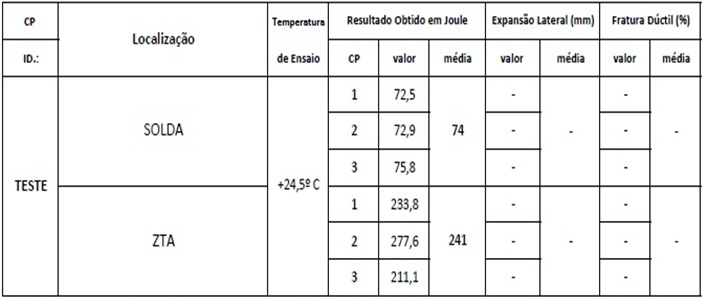 CP Localização Temperatura Resultado Obtido em Joule Expansão Lateral (mm) Fratura Dúctil (%)
ID.: de Ensaio CP valor média valor média valor média
TESTE SOLDA +24,5º C 1 72,5 74 - - - -
2 72,9 - -
3 75,8 - -
ZTA 1 233,8 241 - - - -
2 277,6 - -
3 211,1 - -